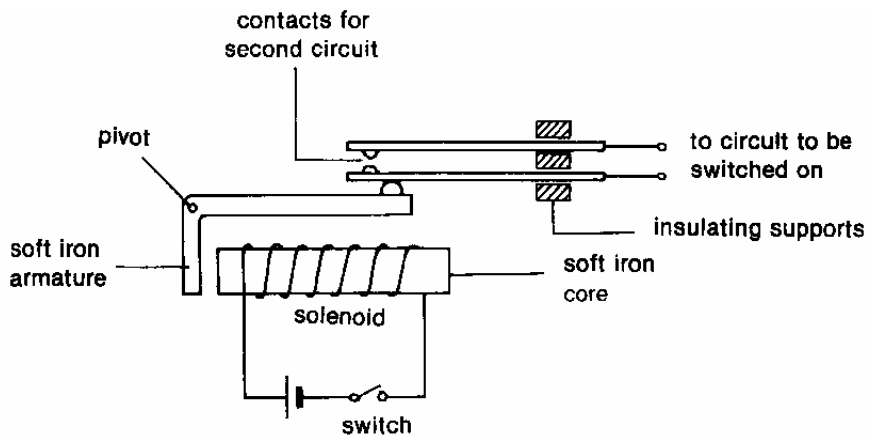 contacts for
second circuit
pivot
to circuit to be
switched on
insulating supports
soft iron
armature
soft iron
core
solenoid
switch